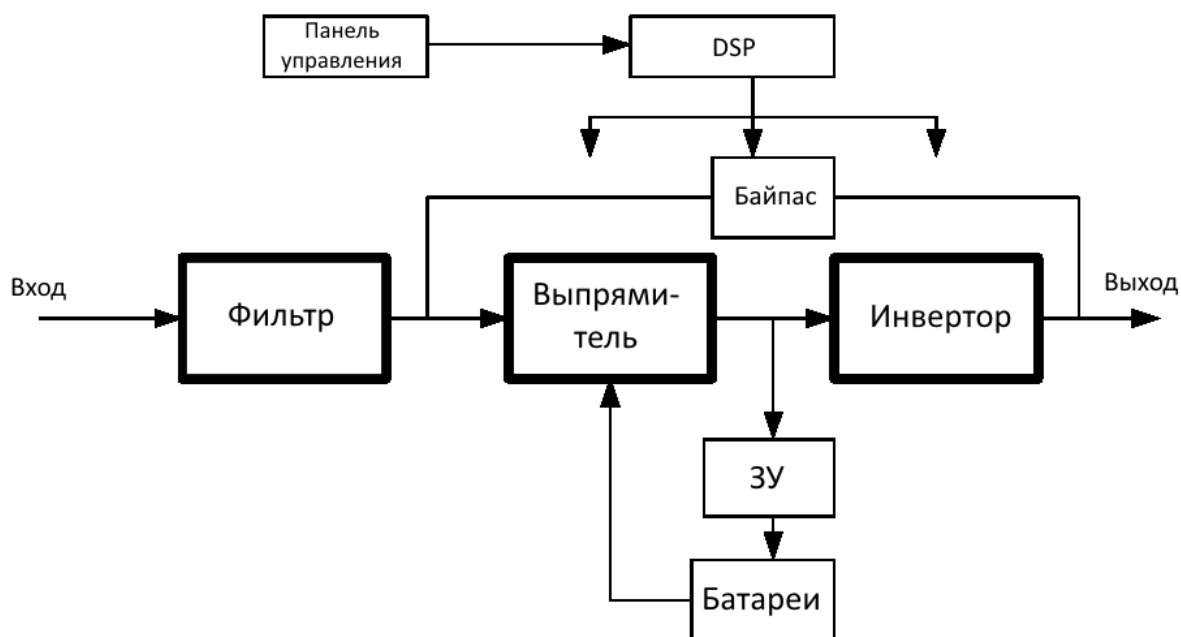 Панель
управления
DSP
Байпас
Вход
Фильтр
Выпрями-
тель
Инвертор
Выход
ЗУ
Батареи